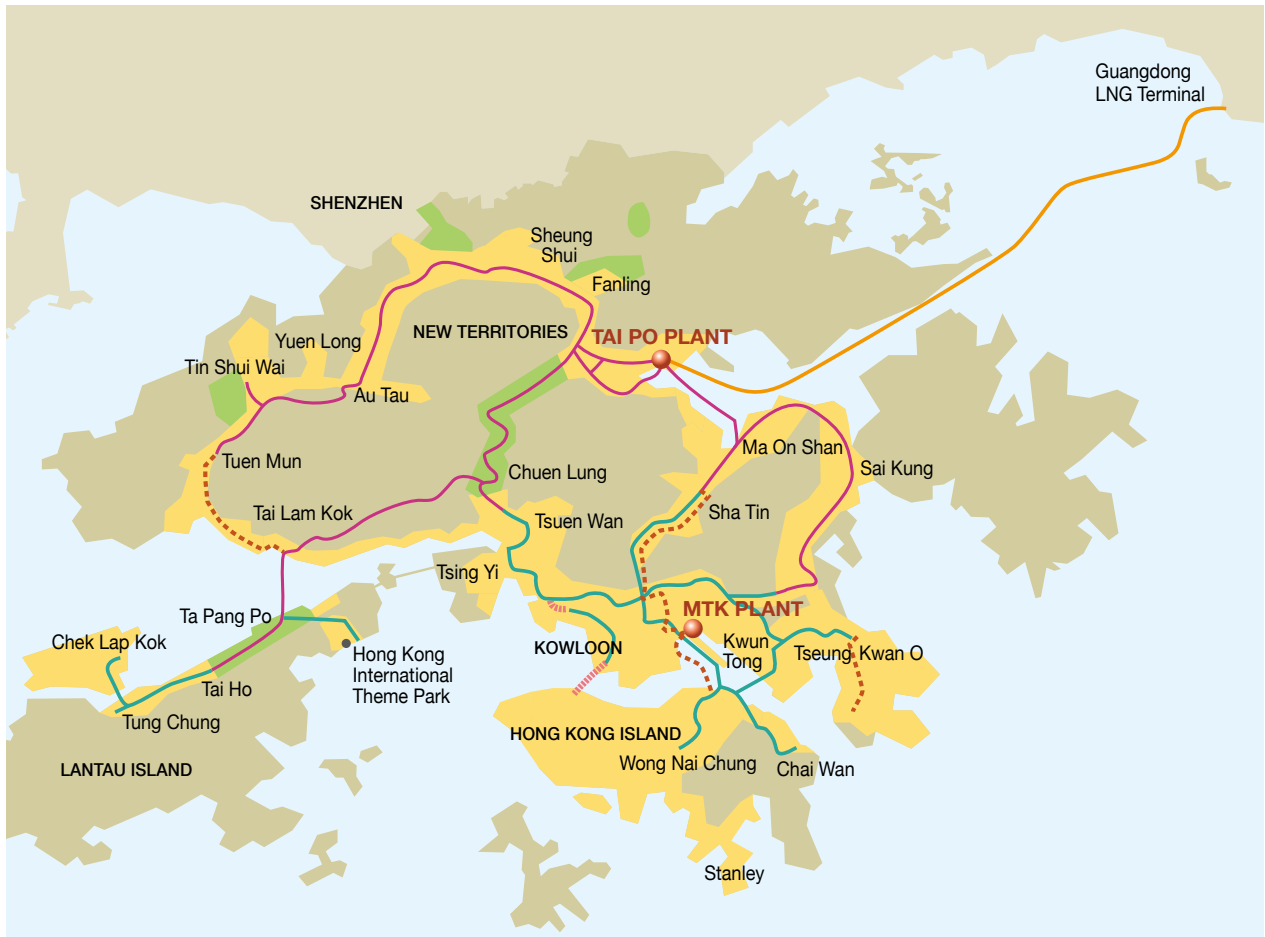 Guangdong
LNG Terminal
SHENZHEN
Sheung
Shui
Fanling
NEW TERRITORIES
TAI PO PLANT
Yuen Long
Tin Shui Wai
Au Tau
Tuen Mun
Chuen Lung
Ma On Shan
Sai Kung
Tai Lam Kok
Tsuen Wan
Sha Tin
Tsing Yi
Ta Pang Po
MTK PLANT
Chek Lap Kok
KOWLOON
Kwun
Tong
Tseung Kwan O
Hong Kong
International
Theme Park
Tai Ho
Tung Chung
HONG KONG ISLAND
LANTAU ISLAND
Wong Nai Chung
Chai Wan
Stanley